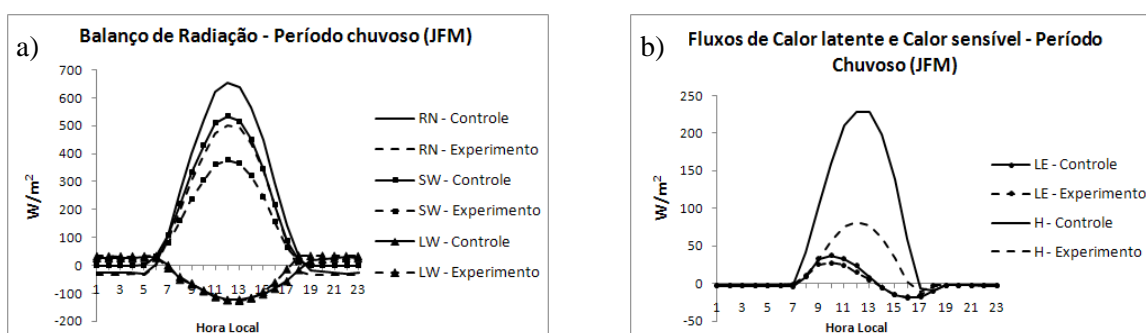 a)
Balanço de Radiação - Período chuvoso (JFM)
W/m²
700
600
500
400
300
200
100
0
-100
-200
1 3 5 7 9 11 13 15 17 19 21 23
Hora Local
RN - Controle
RN - Experimento
SW - Controle
SW - Experimento
LW - Controle
LW - Experimento
b)
Fluxos de Calor latente e Calor sensível - Período
Chuvoso (JFM)
W/m²
250
200
150
100
50
0
-50
1 3 5 7 9 11 13 15 17 19 21 23
Hora Local
LE - Controle
LE - Experimento
H - Controle
H - Experimento